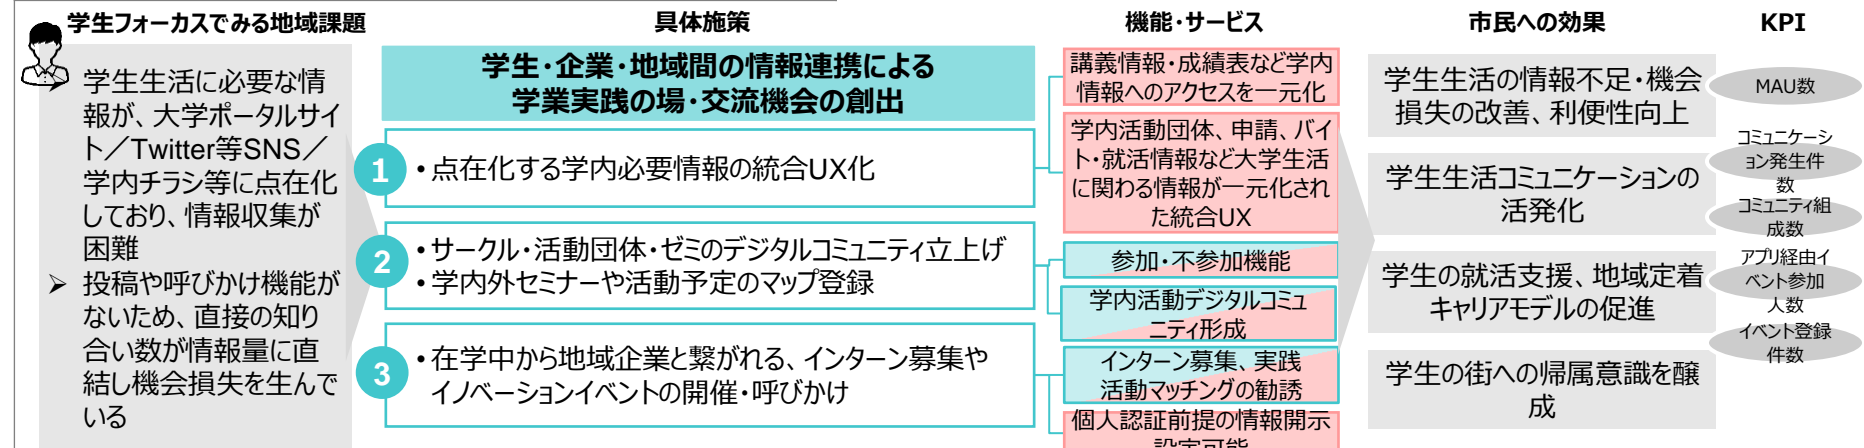 学生フォーカスでみる地域課題
学生生活に必要な情
報が、大学ポータルサイ
ト／Twitter等SNS／
学内チラシ等に点在化
しており、情報収集が
困難
投稿や呼びかけ機能が
ないため、直接の知り
合い数が情報量に直
結し機会損失を生んで
いる
具体施策
学生・企業・地域間の情報連携による
学業実践の場・交流機会の創出
1
・点在化する学内必要情報の統合UX化
2
・サークル・活動団体・ゼミのデジタルコミュニティ立上げ
・学内外セミナーや活動予定のマップ登録
3
・在学中から地域企業と繋がれる、インターン募集や
イノベーションイベントの開催・呼びかけ
機能・サービス
講義情報・成績表など学内
情報へのアクセスを一元化
学内活動団体、申請、バイ
ト・就活情報など大学生活
に関わる情報が一元化され
た統合UX
参加・不参加機能
学内活動デジタルコミュ
ニティ形成
インターン募集、実践
活動マッチングの勧誘
個人認証前提の情報開示
設定可能
市民への効果
学生生活の情報不足・機会
損失の改善、利便性向上
学生生活コミュニケーションの
活発化
学生の就活支援、地域定着
キャリアモデルの促進
学生の街への帰属意識を醸
成
KPI
MAU数
コミュニケーシ
ョン発生件
数
コミュニティ組
成数
アプリ経由イ
ベント参加
人数
イベント登録
件数